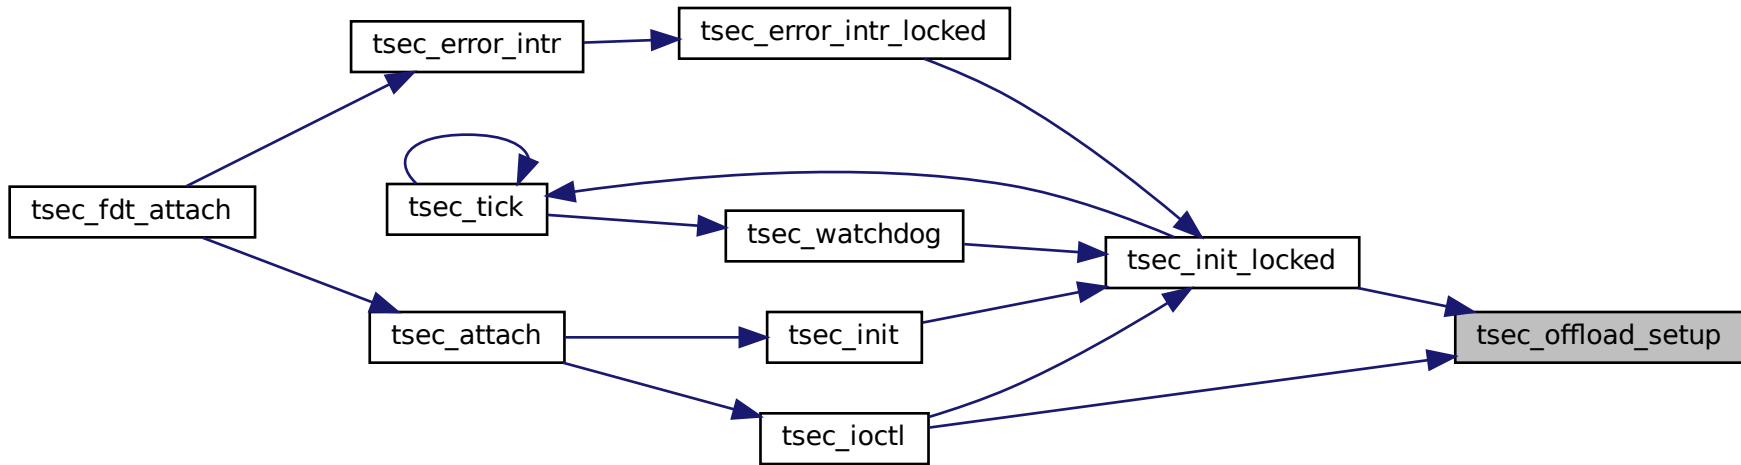 tsec_error_intr_locked
tsec_error_intr
tsec_fdt_attach
tsec_tick
tsec_watchdog
tsec_init_locked
tsec_attach
tsec_init
tsec_offload_setup
tsec_ioctl